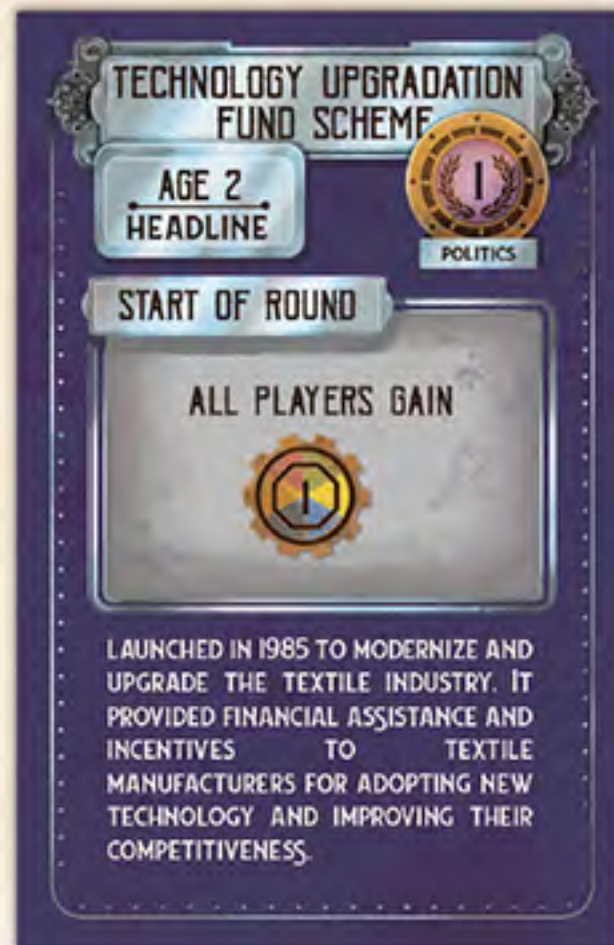 TECHNOLOGY UPGRADATION
FUND SCHEME
AGE 2
HEADLINE
I
POLITICS
START OF ROUND
ALL PLAYERS GAIN
I
LAUNCHED IN 1985 TO MODERNIZE AND
UPGRADE THE TEXTILE INDUSTRY. IT
PROVIDED FINANCIAL ASSISTANCE AND
INCENTIVES TO TEXTILE
MANUFACTURERS FOR ADOPTING NEW
TECHNOLOGY AND IMPROVING THEIR
COMPETITIVENESS.